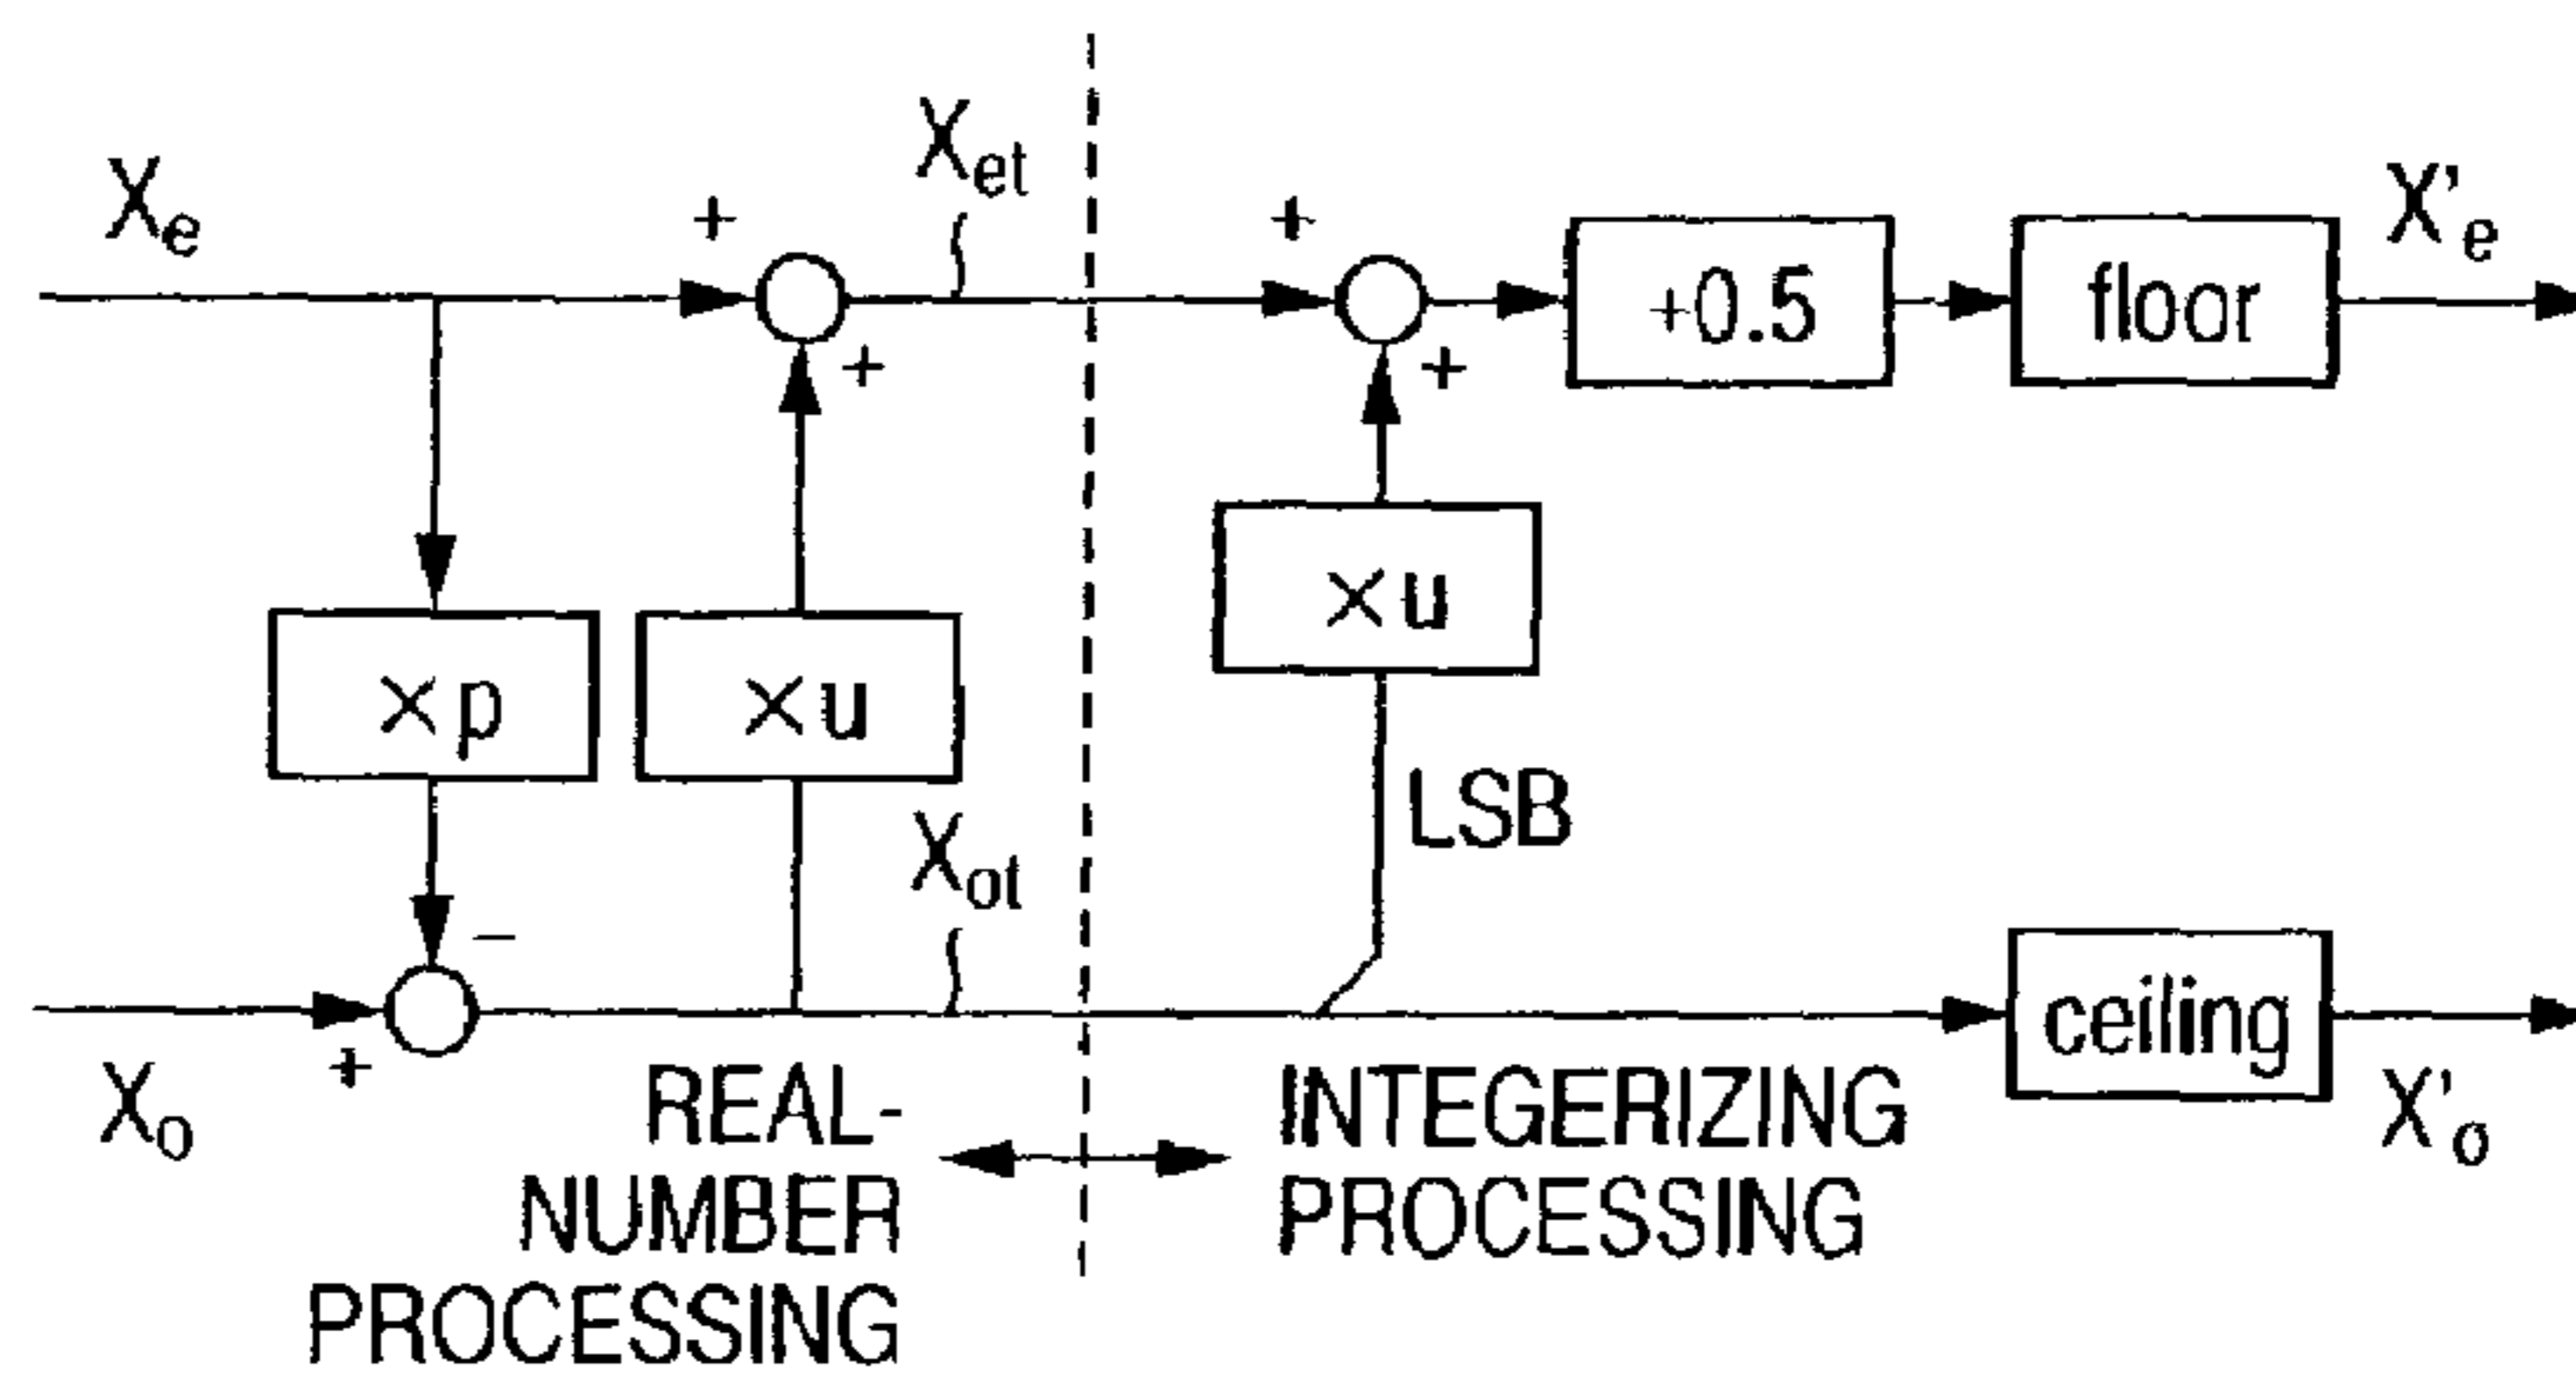 Xe
+
Xet
+
+0.5
floor
X'e
+
+
×p
×u
×u
LSB
Xot
−
ceiling
Xo
+
X'o
REAL-
NUMBER
PROCESSING
INTEGERIZING
PROCESSING